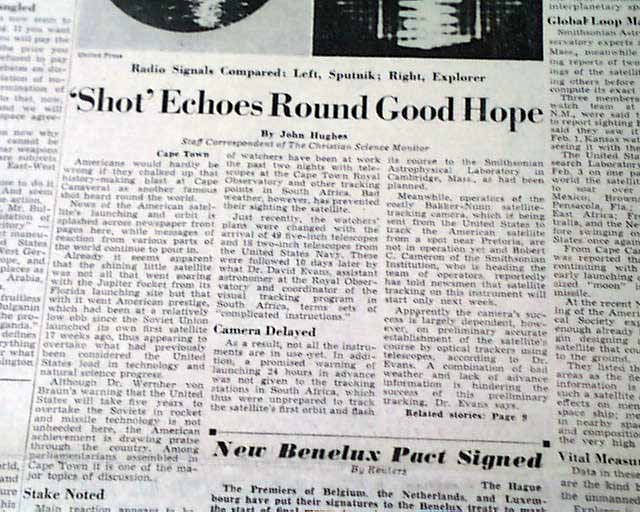 United Press
Radio Signals Compared: Left, Sputnik; Right, Explorer
'Shot' Echoes Round Good Hope
By John Hughes
Staff Correspondent of The Christian Science Monitor
Cape Town
Americans would hardly be
wrong if they chalked up that
history-making blast at Cape
Canaveral as another famous
shot heard round the world.
News of the American satel-
lite's launching and orbit is
splashed across newspaper front
pages here, while messages of
reaction from various parts of
the world continue to pour in.
Already it seems apparent
that the shining little satellite
was not all that went soaring
with the Jupiter rocket from its
Florida launching site but that
with it went American prestige,
which had been at a relatively
low ebb since the Soviet Union
launched its own first satellite
17 weeks ago, thus appearing to
overtake what had previously
been considered the United
States lead in technology and
natural science progress.
Although Dr. Wernher von
Braun's warning that the United
States will take five years to
overtake the Soviets in rocket
and missile technology is not
unheeded here, the American
achievement is drawing praise
through the country. Among
parliamentarians assembled in
Cape Town it is one of the ma-
jor topics of discussion.
Stake Noted
of watchers have been at work
the past two nights with tele-
scopes at the Cape Town Royal
Observatory and other tracking
points in South Africa. Bad
weather, however, has prevented
their sighting the satellite.
Just recently, the watchers'
plans were changed with the
arrival of 49 five-inch telescopes
and 18 two-inch telescopes from
the United States Navy. These
were followed 10 days later by
what Dr. David Evans, assistant
astronomer at the Royal Obser-
vatory and coordinator of the
visual tracking program in
South Africa, terms sets of
"complicated instructions."
Camera Delayed
As a result, not all the instru-
ments are in use yet. In addi-
tion, a promised warning of
launching 24 hours in advance
was not given to the tracking
stations in South Africa, which
thus were unprepared to track
the satellite's first orbit and flash
its course to the Smithsonian
Astrophysical Laboratory in
Cambridge, Mass., as had been
planned.
Meanwhile, operators of the
costly Bakker-Nunn satellite-
tracking camera, which is being
sent from the United States to
track the American satellite
from a spot near Pretoria, are
not in operation yet and Robert
C. Cameron of the Smithsonian
Institution, who is heading the
team of operators, reportedly
has told newsmen that satellite
tracking on this instrument will
start only next week.
Apparently the camera's suc-
cess is largely dependent, how-
ever, on preliminary accurate
establishment of the satellite's
course by optical trackers using
telescopes, according to Dr.
Evans. A combination of bad
weather and lack of advance
information is hindering the
success of this preliminary
tracking, Dr. Evans says.
Related stories: Page 9
New Benelux Pact Signed
By Reuters
The Hague
The Premiers of Belgium, the Netherlands, and Luxem-
bourg have put their signatures to the Benelux treaty to mark
Global Loop
Vital Measur